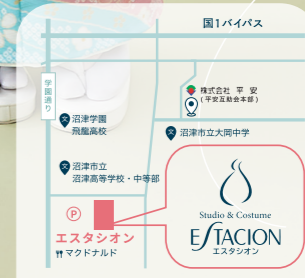 国1バイパス
学園通り
株式会社 平安
(平安互助会本部)
文 沼津学園
飛龍高校
文 沼津市立大岡中学
文 沼津市立
沼津高等学校・中等部
P
エスタシオン
マクドナルド
Studio & Costume
ESTACION
エスタシオン